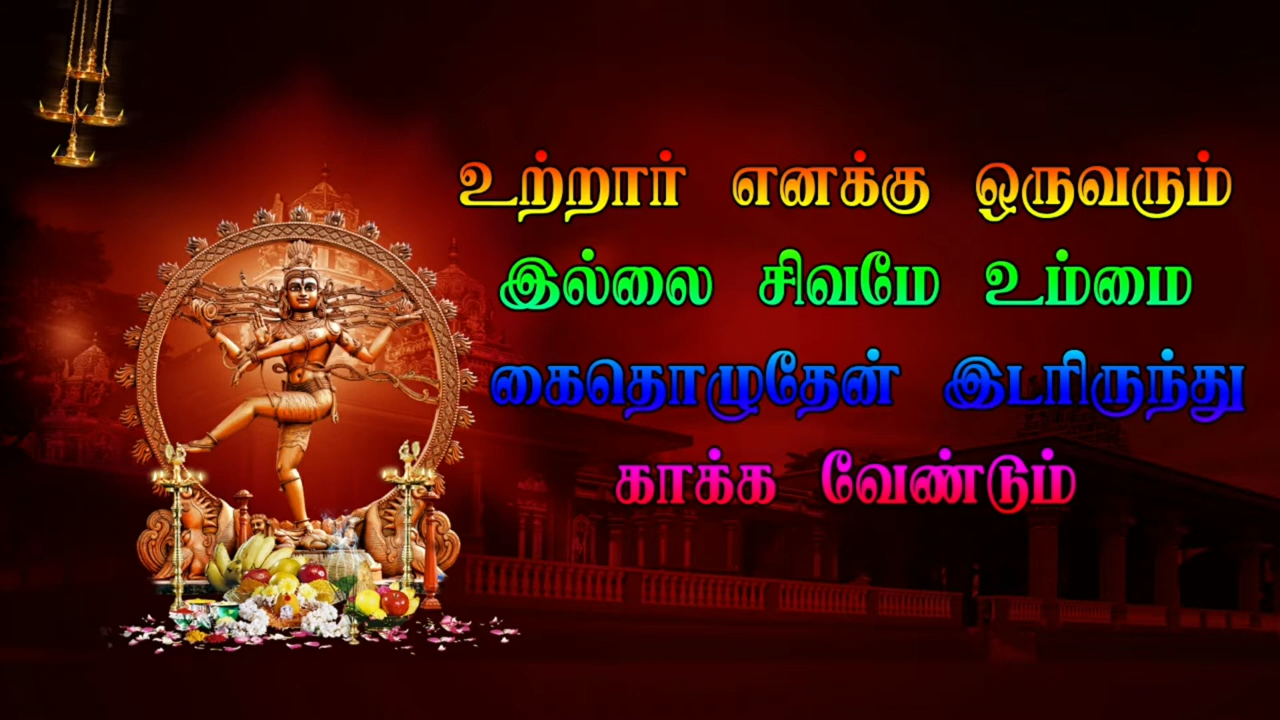 உற்றார் எனக்கு ஒருவரும்
இல்லை சிவமே உம்மை
கைதொழுதேன் இடரிருந்து
காக்க வேண்டும்